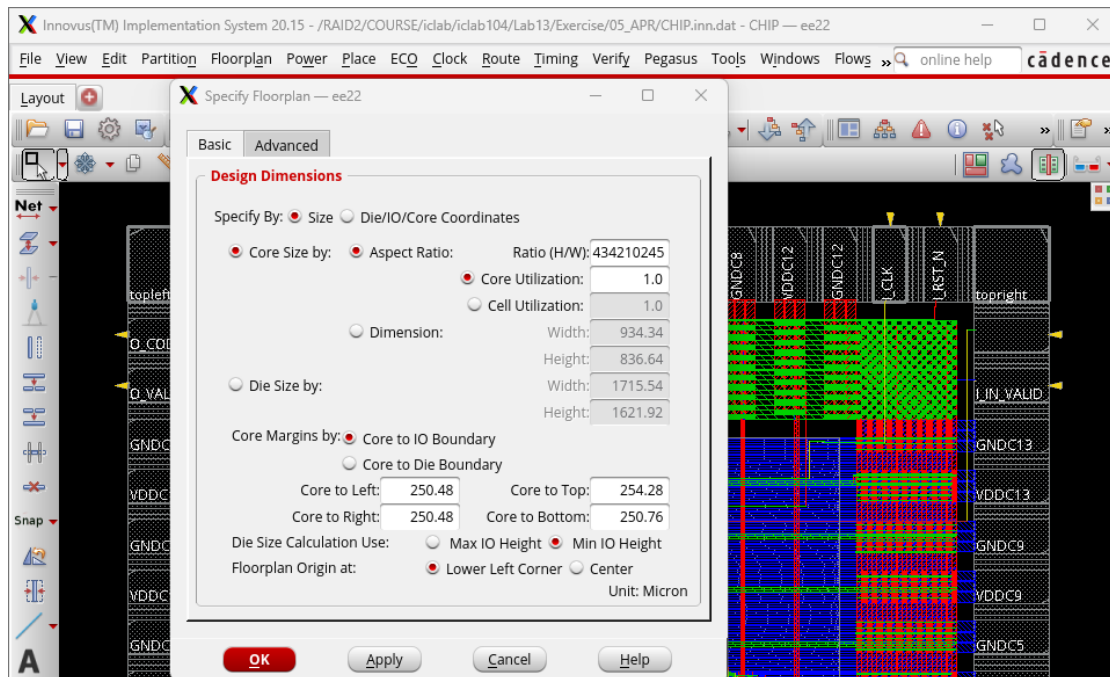 Innovus(TM) Implementation System 20.15 - /RAID2/COURSE/iclab/iclab104/Lab13/Exercise/05_APR/CHIP.inn.dat - CHIP — ee22
File View Edit Partition Floorplan Power Place ECO Clock Route Timing Verify Pegasus Tools Windows Flows » online help cādence
Layout
Specify Floorplan — ee22
» »
Basic Advanced
Design Dimensions
Net
Specify By: Size Die/IO/Core Coordinates
Core Size by: Aspect Ratio: Ratio (H/W): 434210245
Core Utilization: 1.0
Cell Utilization: 1.0
Dimension: Width: 934.34
Height: 836.64
Die Size by: Width: 1715.54
Height: 1621.92
Core Margins by: Core to IO Boundary
Core to Die Boundary
Core to Left: 250.48 Core to Top: 254.28
Core to Right: 250.48 Core to Bottom: 250.76
Die Size Calculation Use: Max IO Height Min IO Height
Floorplan Origin at: Lower Left Corner Center
Unit: Micron
OK Apply Cancel Help
Snap
A
topleft
O_COD
O_VAL
GNDC
VDDC
GNDC
VDDC
GNDC
GNDC8
VDDC12
GNDC12
I_CLK
I_RST_N
topright
I_IN_VALID
GNDC13
VDDC13
GNDC9
VDDC9
GNDC5